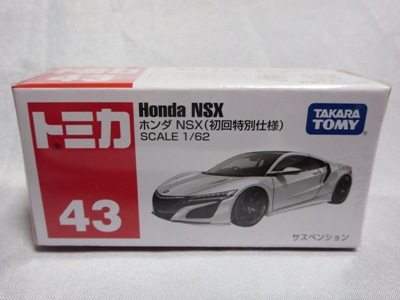 トミカ
43
Honda NSX
ホンダ NSX(初回特別仕様)
SCALE 1/62
TAKARA
TOMY
サスペンション